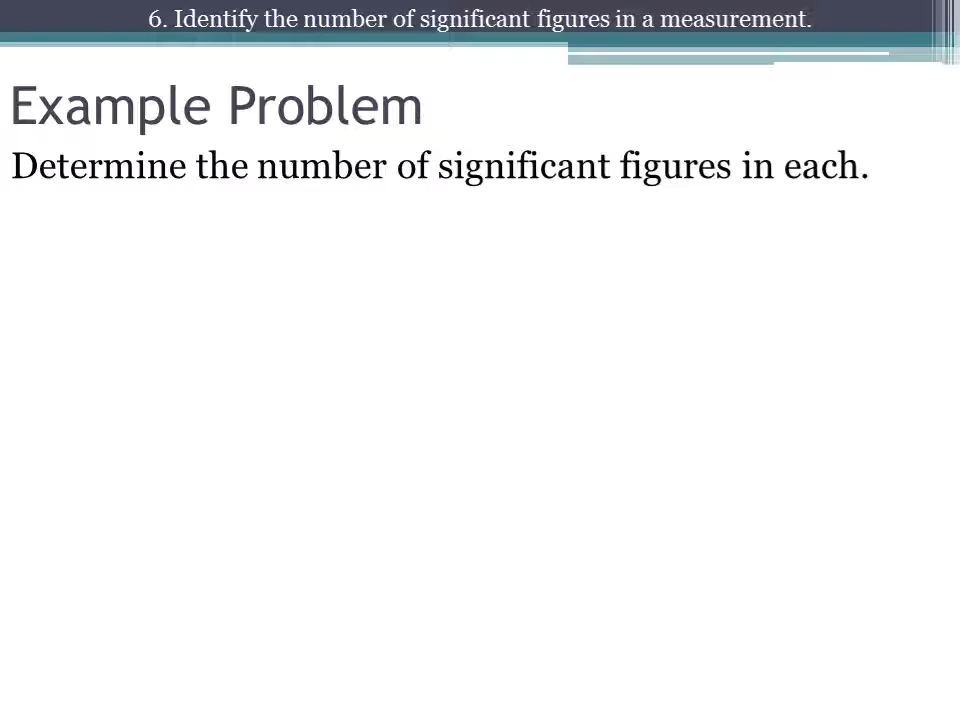 6. Identify the number of significant figures in a measurement.
Example Problem
Determine the number of significant figures in each.